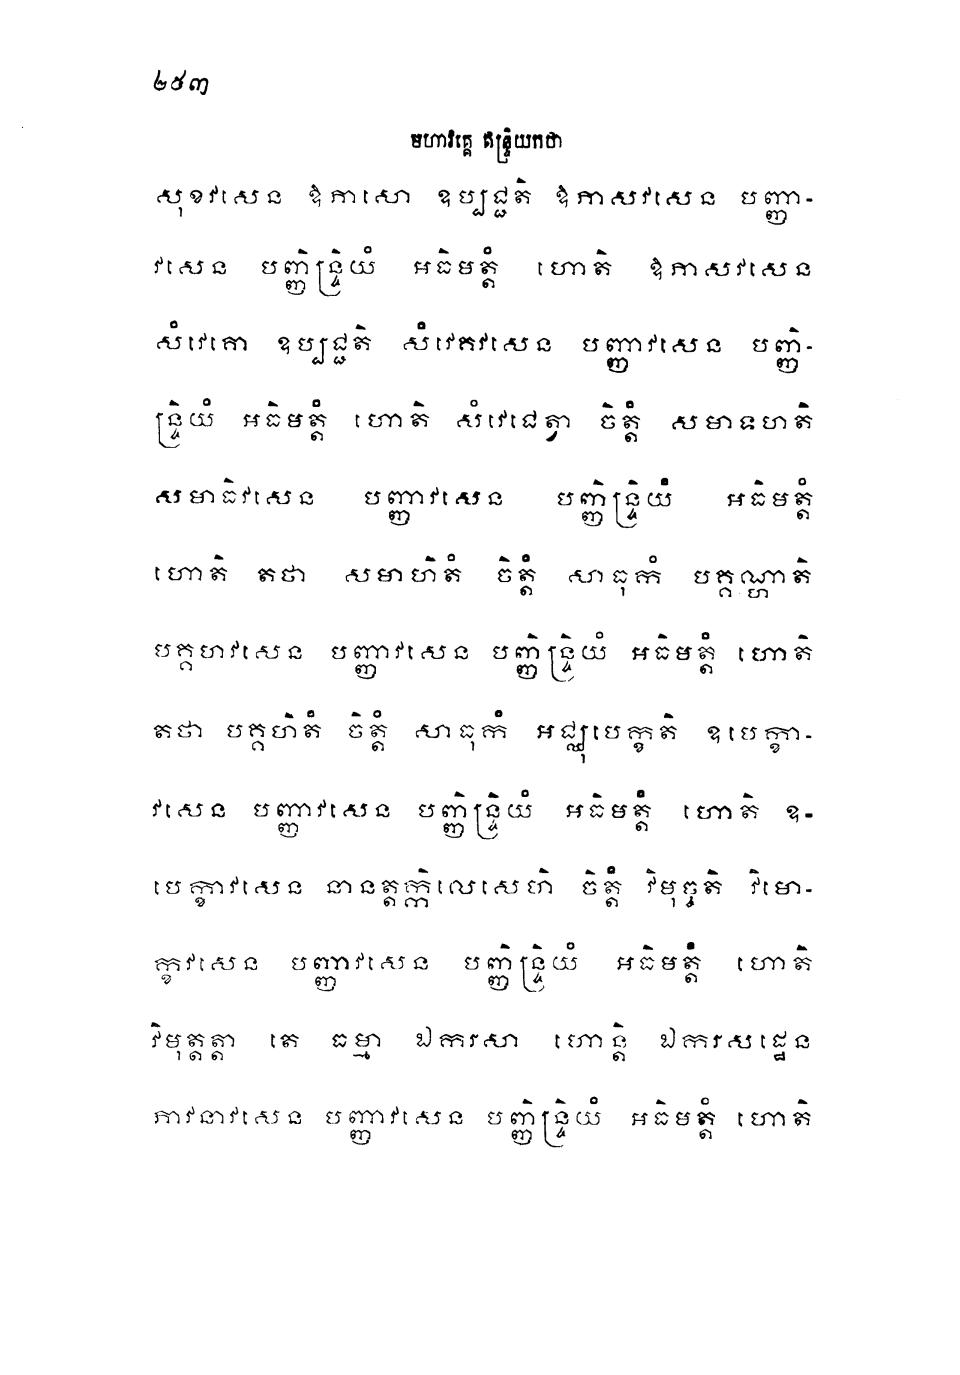 ២៥៣
មហាវគ្គេ ឥន្ទ្រិយកថា
សុខវសេន ឱភាសោ ឧប្បជ្ជតិ ឱភាសវសេន បញ្ញា-
វសេន បញ្ញិន្ទ្រិយំ អធិមត្តំ ហោតិ ឱភាសវសេន
សំវេគោ ឧប្បជ្ជតិ សំវេគវសេន បញ្ញាវសេន បញ្ញិ-
ន្ទ្រិយំ អធិមត្តំ ហោតិ សំវេជេត្វា ចិត្តំ សមាទហតិ
សមាធិវសេន បញ្ញាវសេន បញ្ញិន្ទ្រិយំ អធិមត្តំ
ហោតិ តថា សមាហិតំ ចិត្តំ សាធុកំ បគ្គណ្ហាតិ
បគ្គហវសេន បញ្ញាវសេន បញ្ញិន្ទ្រិយំ អធិមត្តំ ហោតិ
តថា បគ្គហិតំ ចិត្តំ សាធុកំ អជ្ឈុបេក្ខតិ ឧបេក្ខា-
វសេន បញ្ញាវសេន បញ្ញិន្ទ្រិយំ អធិមត្តំ ហោតិ ឧ-
បេក្ខាវសេន នានត្តក្កិលេសេហិ ចិត្តំ វិមុច្ចតិ វិមោ-
ក្ខវសេន បញ្ញាវសេន បញ្ញិន្ទ្រិយំ អធិមត្តំ ហោតិ
វិមុត្តត្តា តេ ធម្មា ឯករសា ហោន្តិ ឯករសដ្ឋេន
ភាវនាវសេន បញ្ញាវសេន បញ្ញិន្ទ្រិយំ អធិមត្តំ ហោតិ